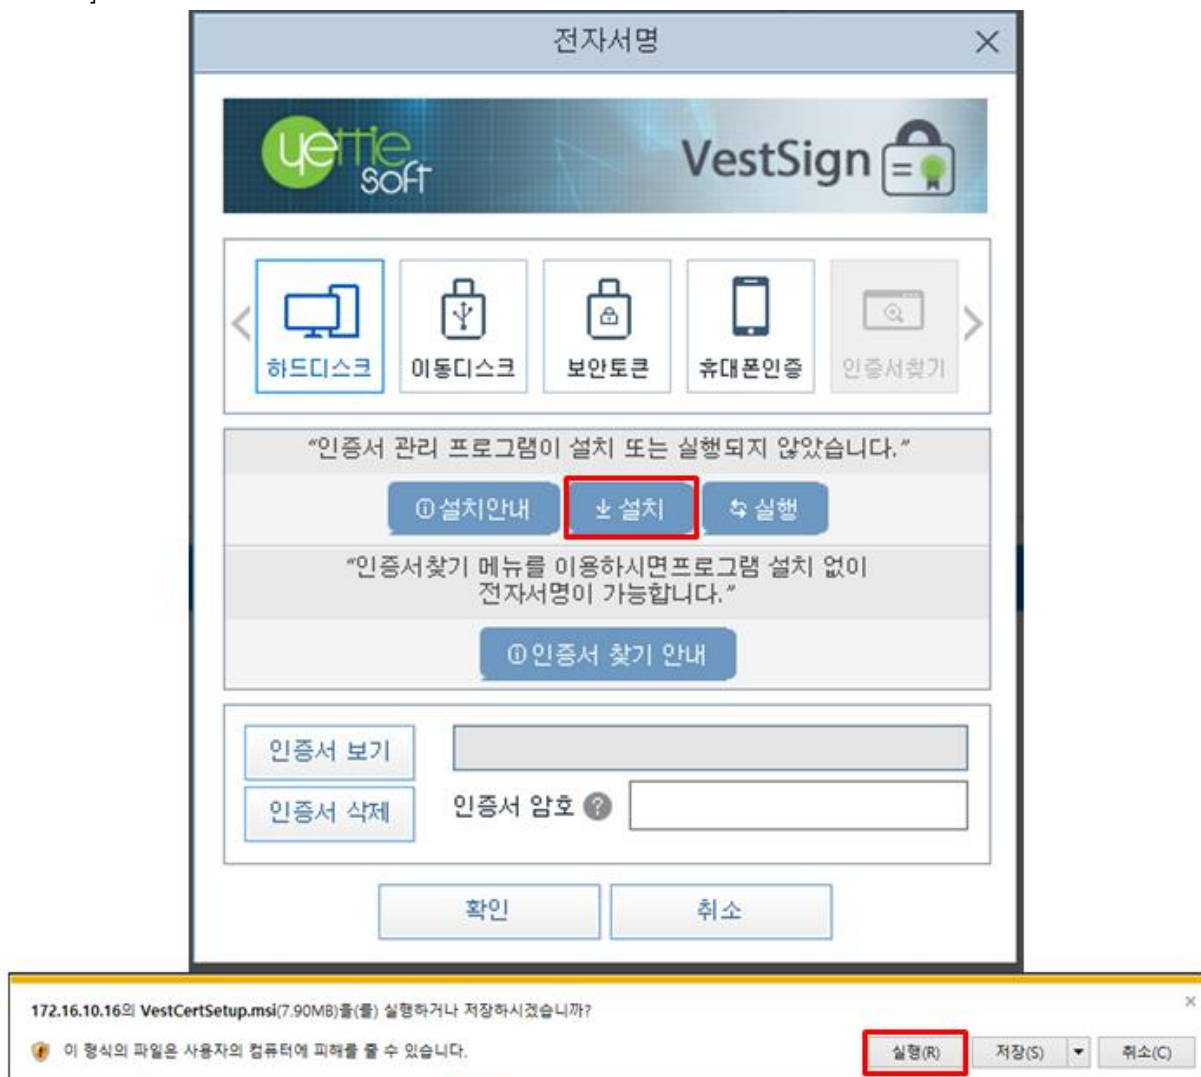 ]
전자서명
yettie
soft
VestSign
하드디스크
이동디스크
보안토큰
휴대폰인증
인증서찾기
“인증서 관리 프로그램이 설치 또는 실행되지 않았습니다.”
설치안내
설치
실행
“인증서찾기 메뉴를 이용하시면프로그램 설치 없이
전자서명이 가능합니다.”
인증서 찾기 안내
인증서 보기
인증서 삭제
인증서 암호 ?
확인
취소
172.16.10.16의 VestCertSetup.msi(7.90MB)을(를) 실행하거나 저장하시겠습니까?
이 형식의 파일은 사용자의 컴퓨터에 피해를 줄 수 있습니다.
실행(R)
저장(S)
취소(C)